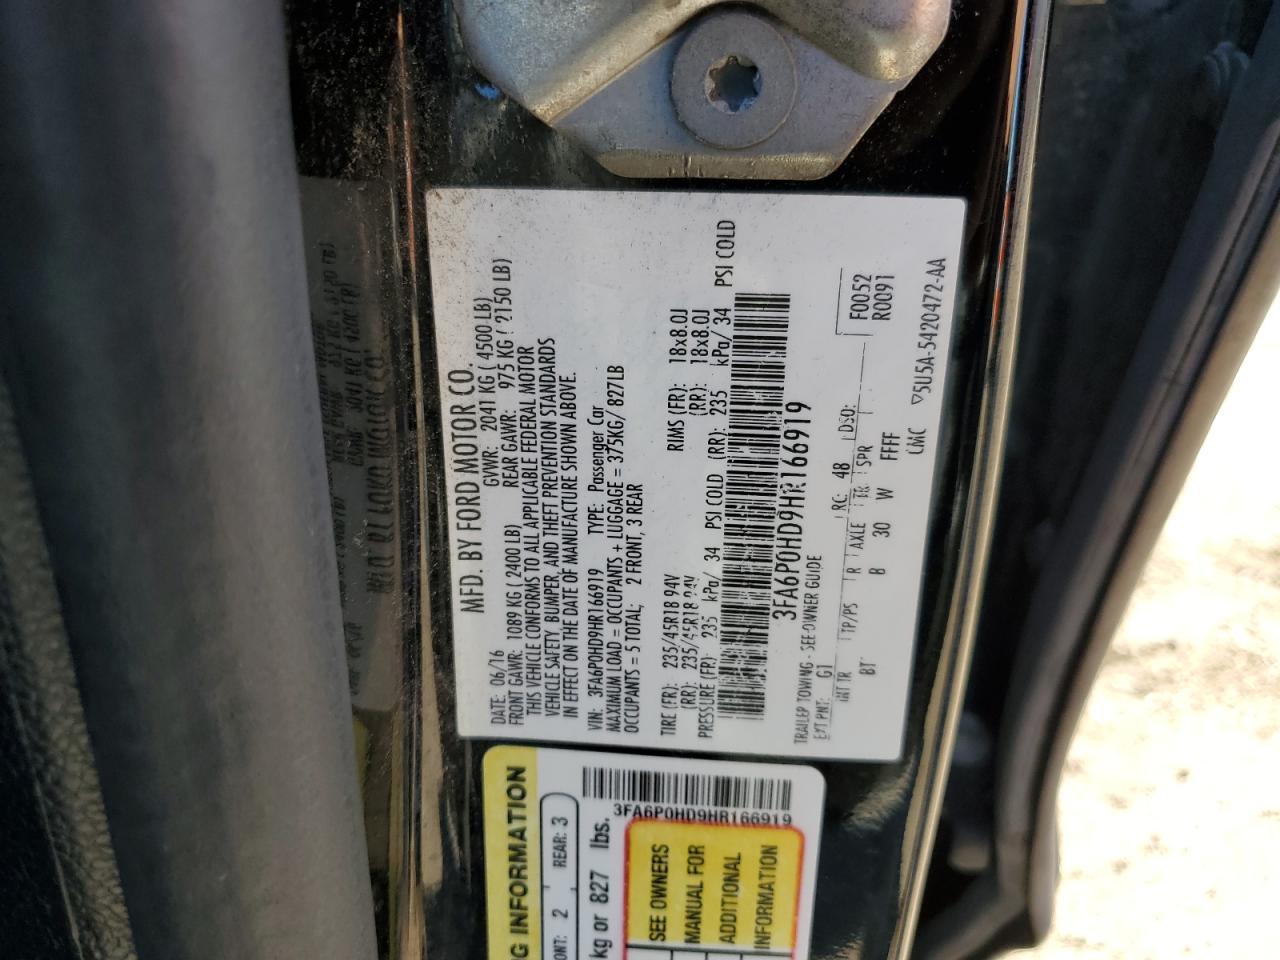 MFD. BY FORD MOTOR CO.
DATE: 06/16 GVWR: 2041 KG ( 4500 LB)
FRONT GAWR: 1089 KG ( 2400 LB) REAR GAWR: 975 KG ( 2150 LB)
THIS VEHICLE CONFORMS TO ALL APPLICABLE FEDERAL MOTOR
VEHICLE SAFETY, BUMPER, AND THEFT PREVENTION STANDARDS
IN EFFECT ON THE DATE OF MANUFACTURE SHOWN ABOVE.
VIN: 3FA6P0HD9HR166919 TYPE: Passenger Car
MAXIMUM LOAD = OCCUPANTS + LUGGAGE = 375KG/ 827LB
OCCUPANTS = 5 TOTAL; 2 FRONT, 3 REAR
TIRE (FR): 235/45R18 94V RIMS (FR): 18x8.0J
(RR): 235/45R18 94V (RR): 18x8.0J
PRESSURE (FR): 235 kPa/ 34 PSI COLD (RR): 235 kPa/ 34 PSI COLD
3FA6P0HD9HR166919
TRAILER TOWING - SEE OWNER GUIDE
EXT PNT: G1 RC: 48 DSO: F0052
R0091
INT TR TP/PS R AXLE TR SPR
BT B 30 W FFFF
CMC ▽5U5A-5420472-AA
G INFORMATION
ONT: 2 REAR: 3
kg or 827 lbs.
3FA6P0HD9HR166919
SEE OWNERS
MANUAL FOR
ADDITIONAL
INFORMATION